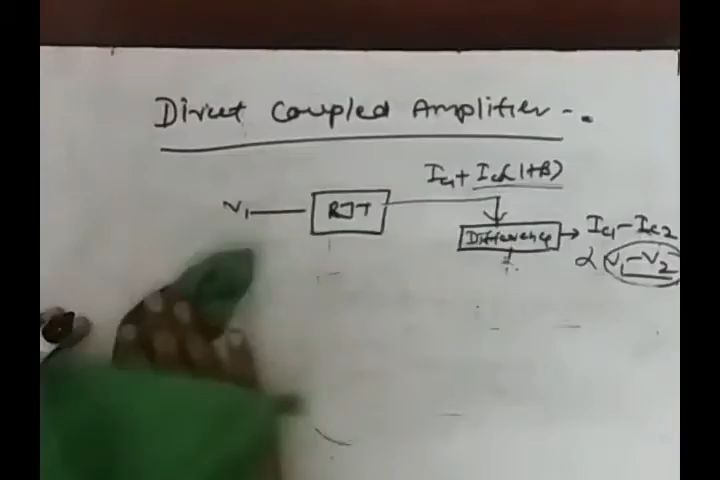 Direct Coupled Amplifier -.
Ic1 + Ico(1+β)
V1 BJT
Difference Ic1 - Ic2
α V1 - V2